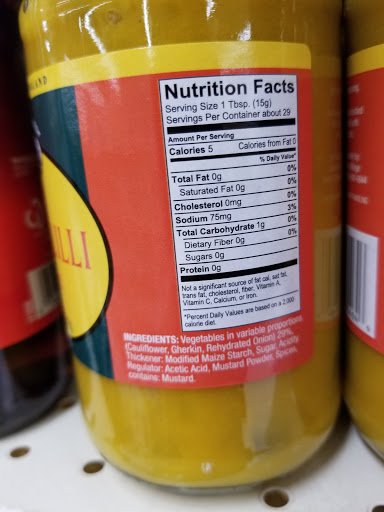 LAND
LLI
Nutrition Facts
Serving Size 1 Tbsp. (15g)
Servings Per Container about 29
Amount Per Serving
Calories 5 Calories from Fat 0
% Daily Value*
Total Fat 0g 0%
Saturated Fat 0g 0%
Cholesterol 0mg 0%
Sodium 75mg 3%
Total Carbohydrate 1g 0%
Dietary Fiber 0g 0%
Sugars 0g
Protein 0g 0%
Not a significant source of fat cal, sat fat,
trans fat, cholesterol, fiber, Vitamin A,
Vitamin C, Calcium, or Iron.
*Percent Daily Values are based on a 2,000
calorie diet.
INGREDIENTS: Vegetables in variable proportions
(Cauliflower, Gherkin, Rehydrated Onion) 29%,
Thickener: Modified Maize Starch, Sugar, Acidity
Regulator: Acetic Acid, Mustard Powder, Spices,
contains: Mustard.